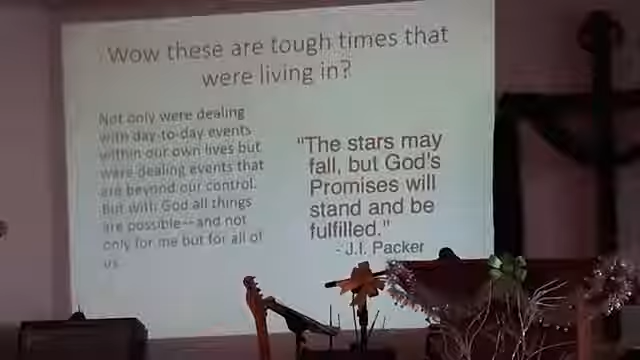 Wow these are tough times that
were living in?
Not only were dealing
with day-to-day events
within our own lives but
were dealing events that
are beyond our control.
But with God all things
are possible--and not
only for me but for all of
us
"The stars may
fall, but God's
Promises will
stand and be
fulfilled."
- J.I. Packer